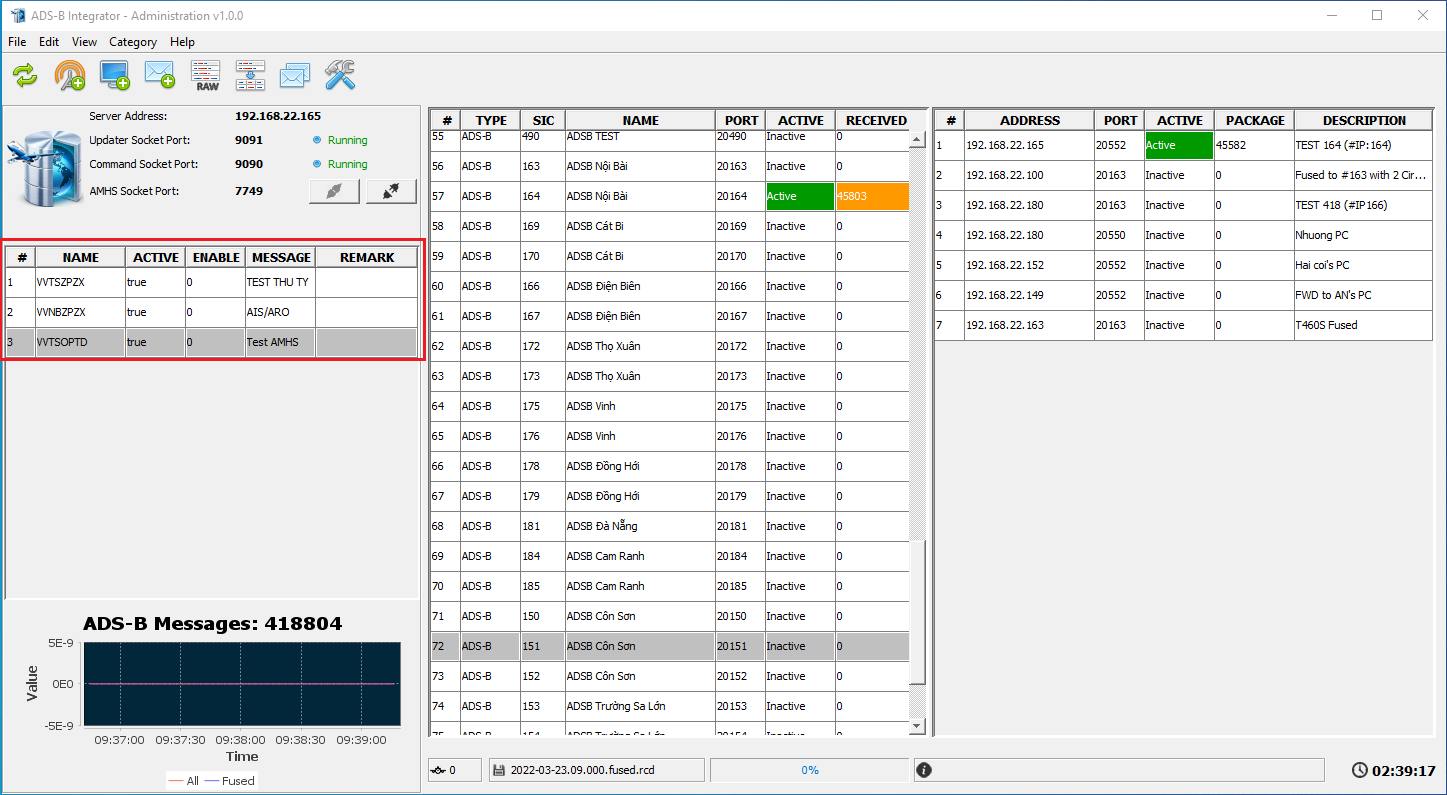 ADS-B Integrator - Administration v1.0.0
File Edit View Category Help
RAW
Server Address: 192.168.22.165
Updater Socket Port: 9091 Running
Command Socket Port: 9090 Running
AMHS Socket Port: 7749
# NAME ACTIVE ENABLE MESSAGE REMARK
1 VVTSZPZX true 0 TEST THU TY
2 VVNBZPZX true 0 AIS/ARO
3 VVTSOPTD true 0 Test AMHS
ADS-B Messages: 418804
Value
5E-9
0E0
-5E-9
09:37:00 09:37:30 09:38:00 09:38:30 09:39:00
Time
All Fused
# TYPE SIC NAME PORT ACTIVE RECEIVED
55 ADS-B 490 ADSB TEST 20490 Inactive 0
56 ADS-B 163 ADSB Nội Bài 20163 Inactive 0
57 ADS-B 164 ADSB Nội Bài 20164 Active 45803
58 ADS-B 169 ADSB Cát Bi 20169 Inactive 0
59 ADS-B 170 ADSB Cát Bi 20170 Inactive 0
60 ADS-B 166 ADSB Điện Biên 20166 Inactive 0
61 ADS-B 167 ADSB Điện Biên 20167 Inactive 0
62 ADS-B 172 ADSB Thọ Xuân 20172 Inactive 0
63 ADS-B 173 ADSB Thọ Xuân 20173 Inactive 0
64 ADS-B 175 ADSB Vinh 20175 Inactive 0
65 ADS-B 176 ADSB Vinh 20176 Inactive 0
66 ADS-B 178 ADSB Đồng Hới 20178 Inactive 0
67 ADS-B 179 ADSB Đồng Hới 20179 Inactive 0
68 ADS-B 181 ADSB Đà Nẵng 20181 Inactive 0
69 ADS-B 184 ADSB Cam Ranh 20184 Inactive 0
70 ADS-B 185 ADSB Cam Ranh 20185 Inactive 0
71 ADS-B 150 ADSB Côn Sơn 20150 Inactive 0
72 ADS-B 151 ADSB Côn Sơn 20151 Inactive 0
73 ADS-B 152 ADSB Côn Sơn 20152 Inactive 0
74 ADS-B 153 ADSB Trường Sa Lớn 20153 Inactive 0
75 ADS-B 154 ADSB Trường Sa Lớn 20154 Inactive 0
# ADDRESS PORT ACTIVE PACKAGE DESCRIPTION
1 192.168.22.165 20552 Active 45582 TEST 164 (#IP:164)
2 192.168.22.100 20163 Inactive 0 Fused to #163 with 2 Cir...
3 192.168.22.180 20163 Inactive 0 TEST 418 (#IP166)
4 192.168.22.180 20550 Inactive 0 Nhuong PC
5 192.168.22.152 20552 Inactive 0 Hai coi's PC
6 192.168.22.149 20552 Inactive 0 FWD to AN's PC
7 192.168.22.163 20163 Inactive 0 T460S Fused
0 2022-03-23.09.000.fused.rcd 0% 02:39:17